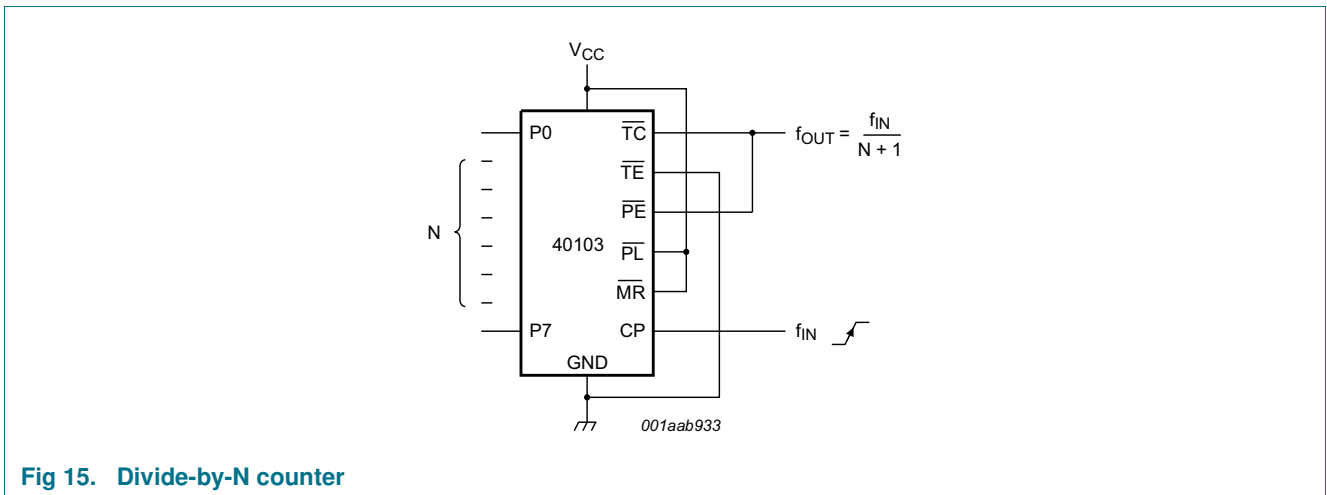 VCC
P0
TC
fOUT = fIN / N + 1
TE
PE
N
40103
PL
MR
P7
CP
fIN
GND
001aab933
Fig 15. Divide-by-N counter